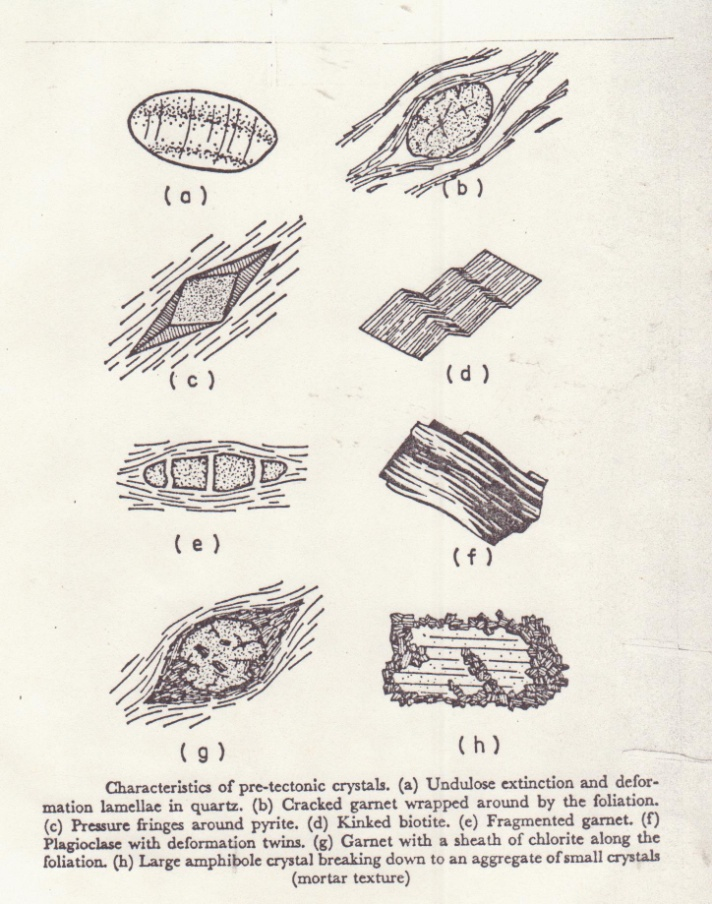 (a)
(b)
(c)
(d)
(e)
(f)
(g)
(h)
Characteristics of pre-tectonic crystals. (a) Undulose extinction and defor-
mation lamellae in quartz. (b) Cracked garnet wrapped around by the foliation.
(c) Pressure fringes around pyrite. (d) Kinked biotite. (e) Fragmented garnet. (f)
Plagioclase with deformation twins. (g) Garnet with a sheath of chlorite along the
foliation. (h) Large amphibole crystal breaking down to an aggregate of small crystals
(mortar texture)